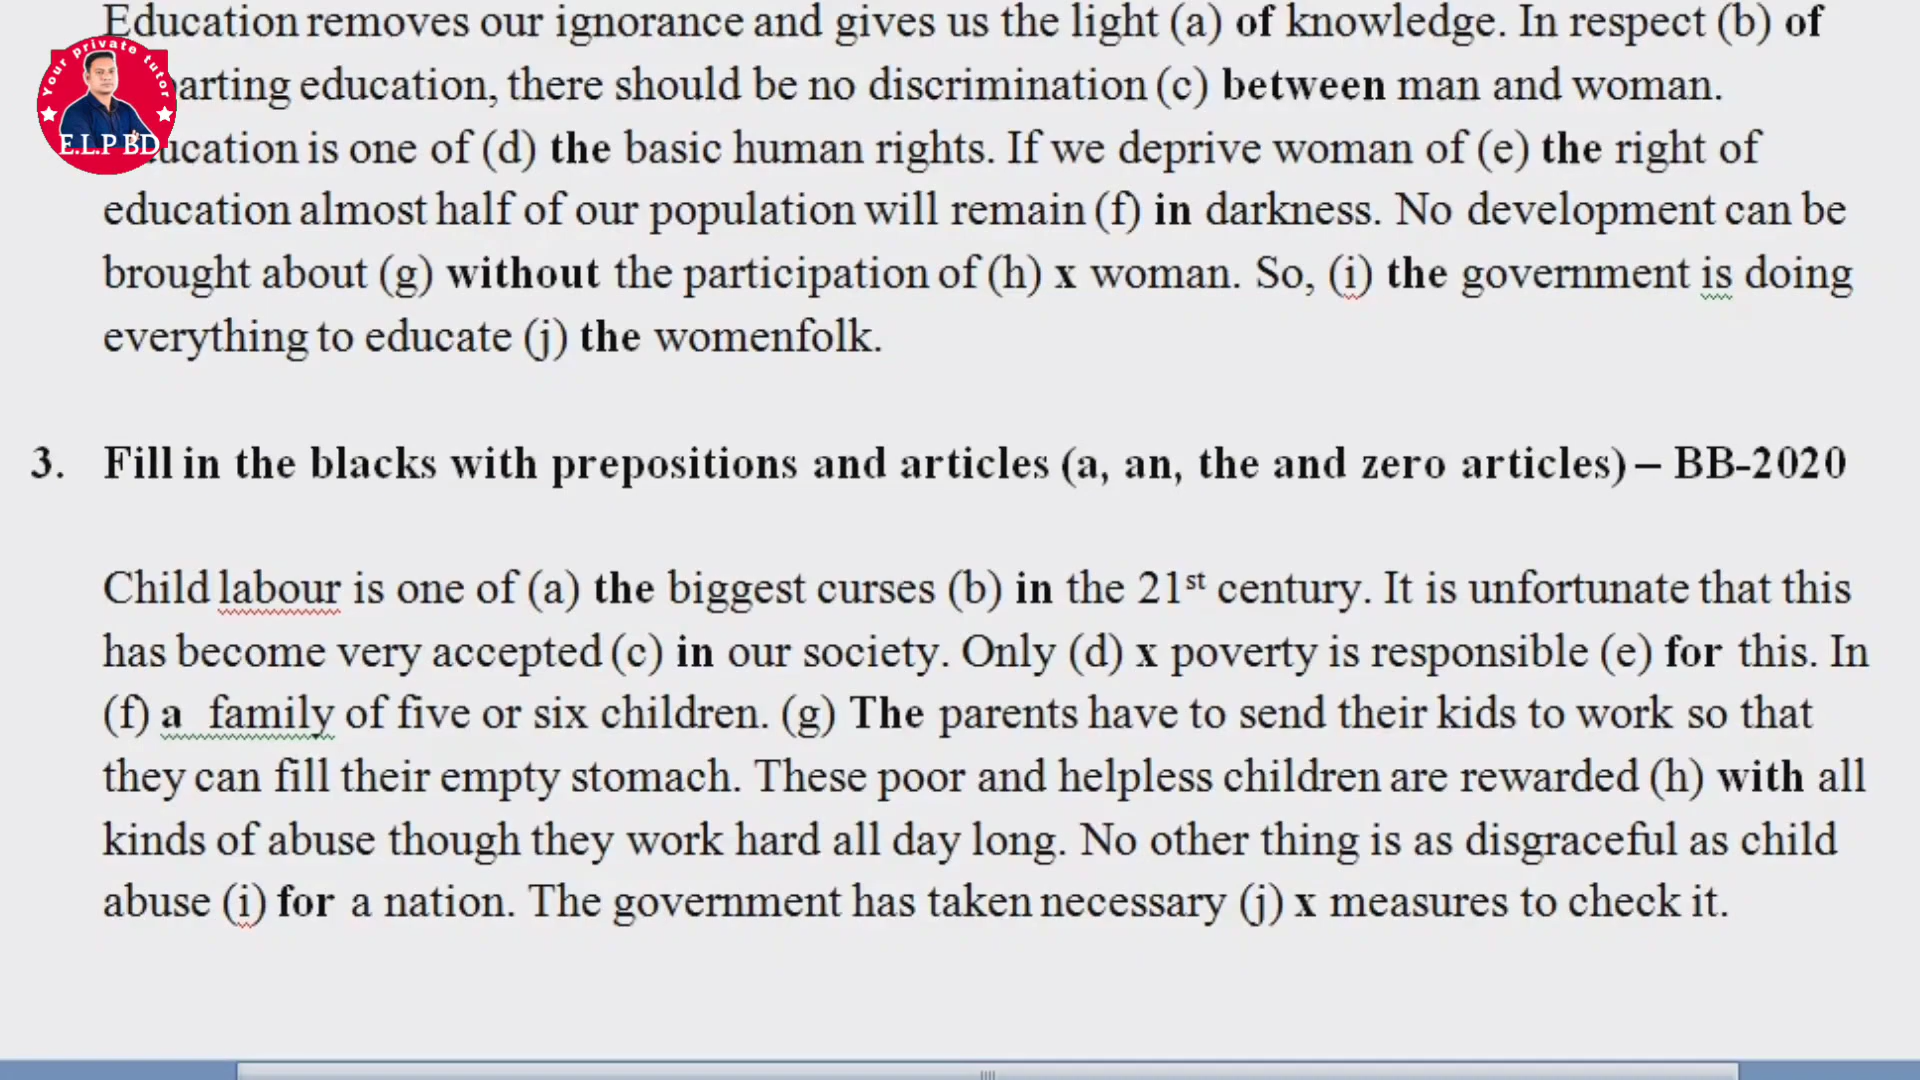 Education removes our ignorance and gives us the light (a) of knowledge. In respect (b) of
your private tutor
arting education, there should be no discrimination (c) between man and woman.
E.L.P BD
ucation is one of (d) the basic human rights. If we deprive woman of (e) the right of
education almost half of our population will remain (f) in darkness. No development can be
brought about (g) without the participation of (h) x woman. So, (i) the government is doing
everything to educate (j) the womenfolk.
3. Fill in the blacks with prepositions and articles (a, an, the and zero articles) – BB-2020
Child labour is one of (a) the biggest curses (b) in the 21st century. It is unfortunate that this
has become very accepted (c) in our society. Only (d) x poverty is responsible (e) for this. In
(f) a family of five or six children. (g) The parents have to send their kids to work so that
they can fill their empty stomach. These poor and helpless children are rewarded (h) with all
kinds of abuse though they work hard all day long. No other thing is as disgraceful as child
abuse (i) for a nation. The government has taken necessary (j) x measures to check it.